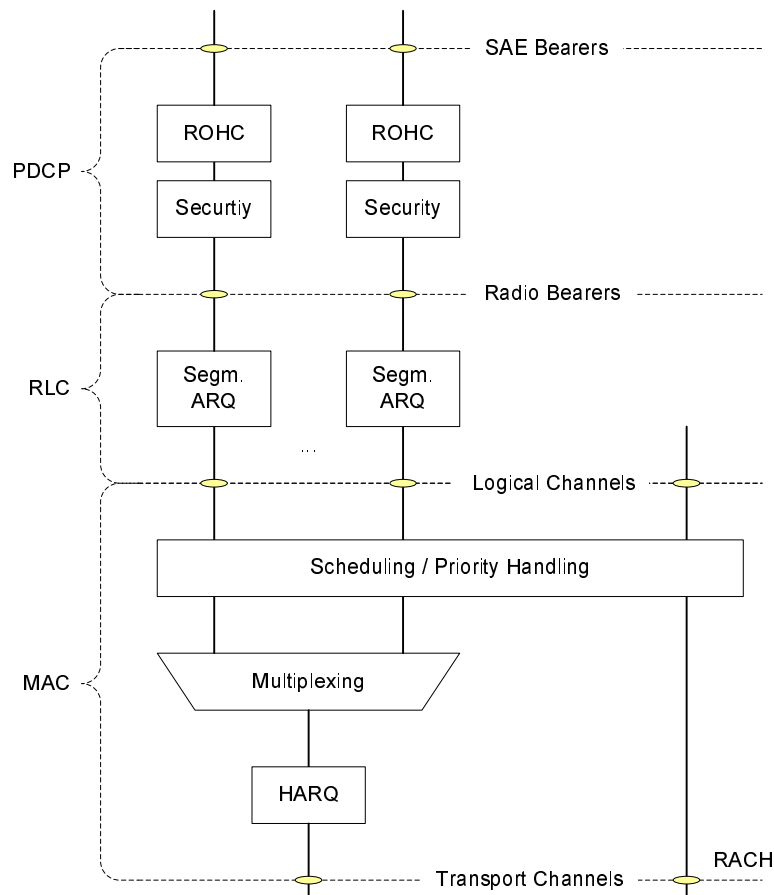 SAE Bearers
ROHC
ROHC
PDCP
Securtiy
Security
Radio Bearers
Segm.
ARQ
Segm.
ARQ
RLC
...
Logical Channels
Scheduling / Priority Handling
MAC
Multiplexing
HARQ
RACH
Transport Channels